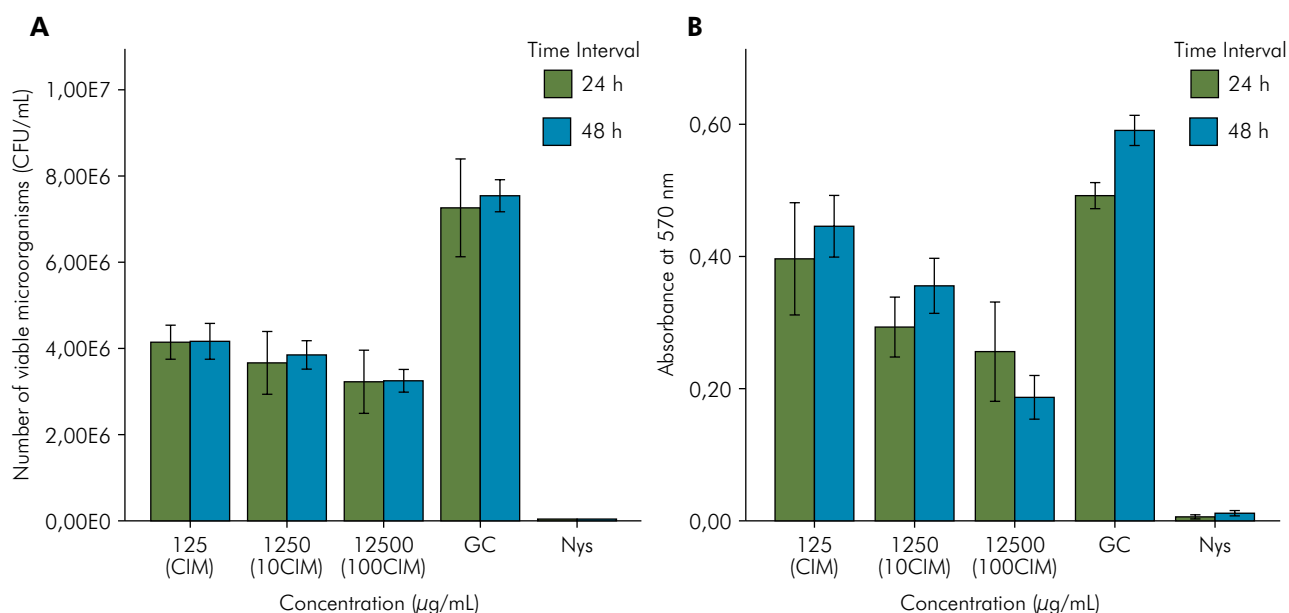 A
Time Interval
24 h
48 h
Number of viable microorganisms (CFU/mL)
1,00E7
8,00E6
6,00E6
4,00E6
2,00E6
0,00E0
125 (CIM)
1250 (10CIM)
12500 (100CIM)
GC
Nys
Concentration (µg/mL)
B
Time Interval
24 h
48 h
Absorbance at 570 nm
0,60
0,40
0,20
0,00
125 (CIM)
1250 (10CIM)
12500 (100CIM)
GC
Nys
Concentration (µg/mL)